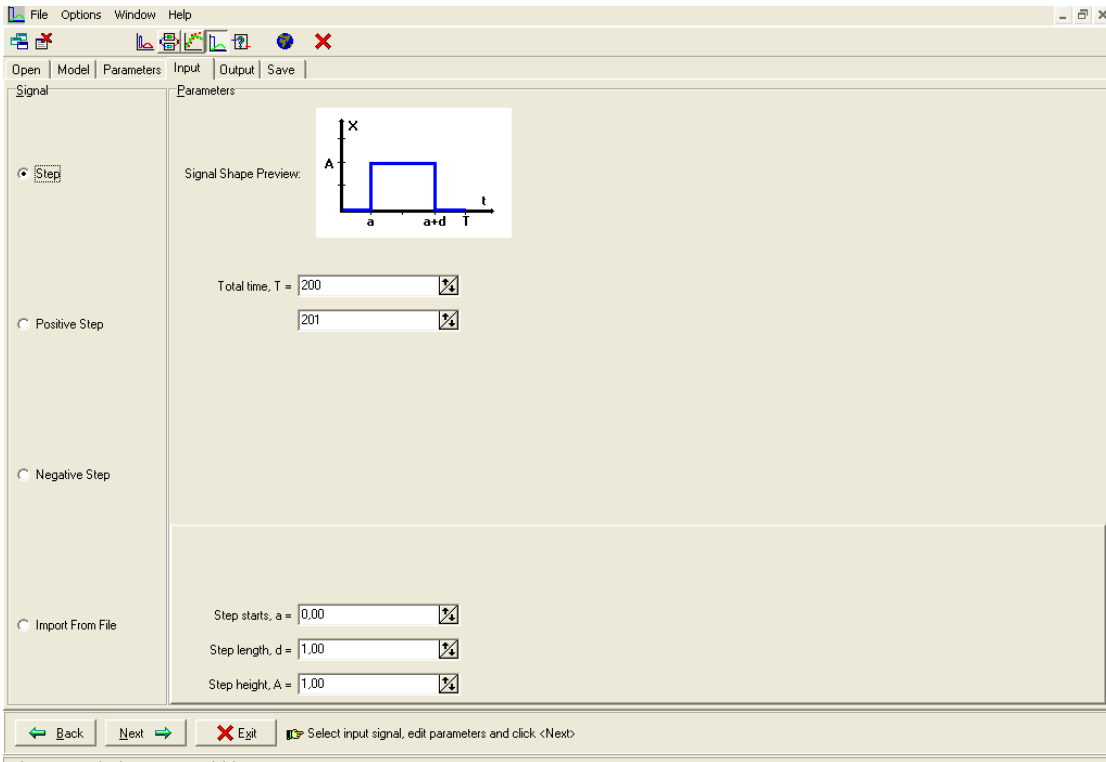 File Options Window Help
Open Model Parameters Input Output Save
Signal
Parameters
Step
Signal Shape Preview:
X
A
t
a a+d T
Total time, T = 200
201
Positive Step
Negative Step
Import From File
Step starts, a = 0,00
Step length, d = 1,00
Step height, A = 1,00
Back Next Exit Select input signal, edit parameters and click <Next>